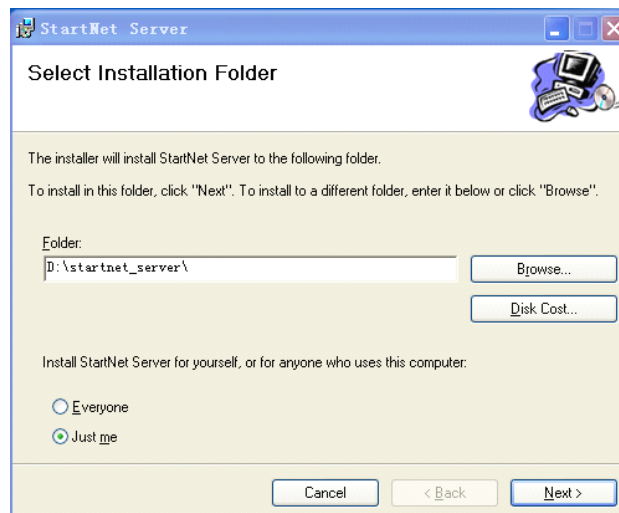 StartNet Server
Select Installation Folder
The installer will install StartNet Server to the following folder.
To install in this folder, click "Next". To install to a different folder, enter it below or click "Browse".
Folder:
D:\startnet_server\
Browse...
Disk Cost...
Install StartNet Server for yourself, or for anyone who uses this computer:
Everyone
Just me
Cancel
< Back
Next >